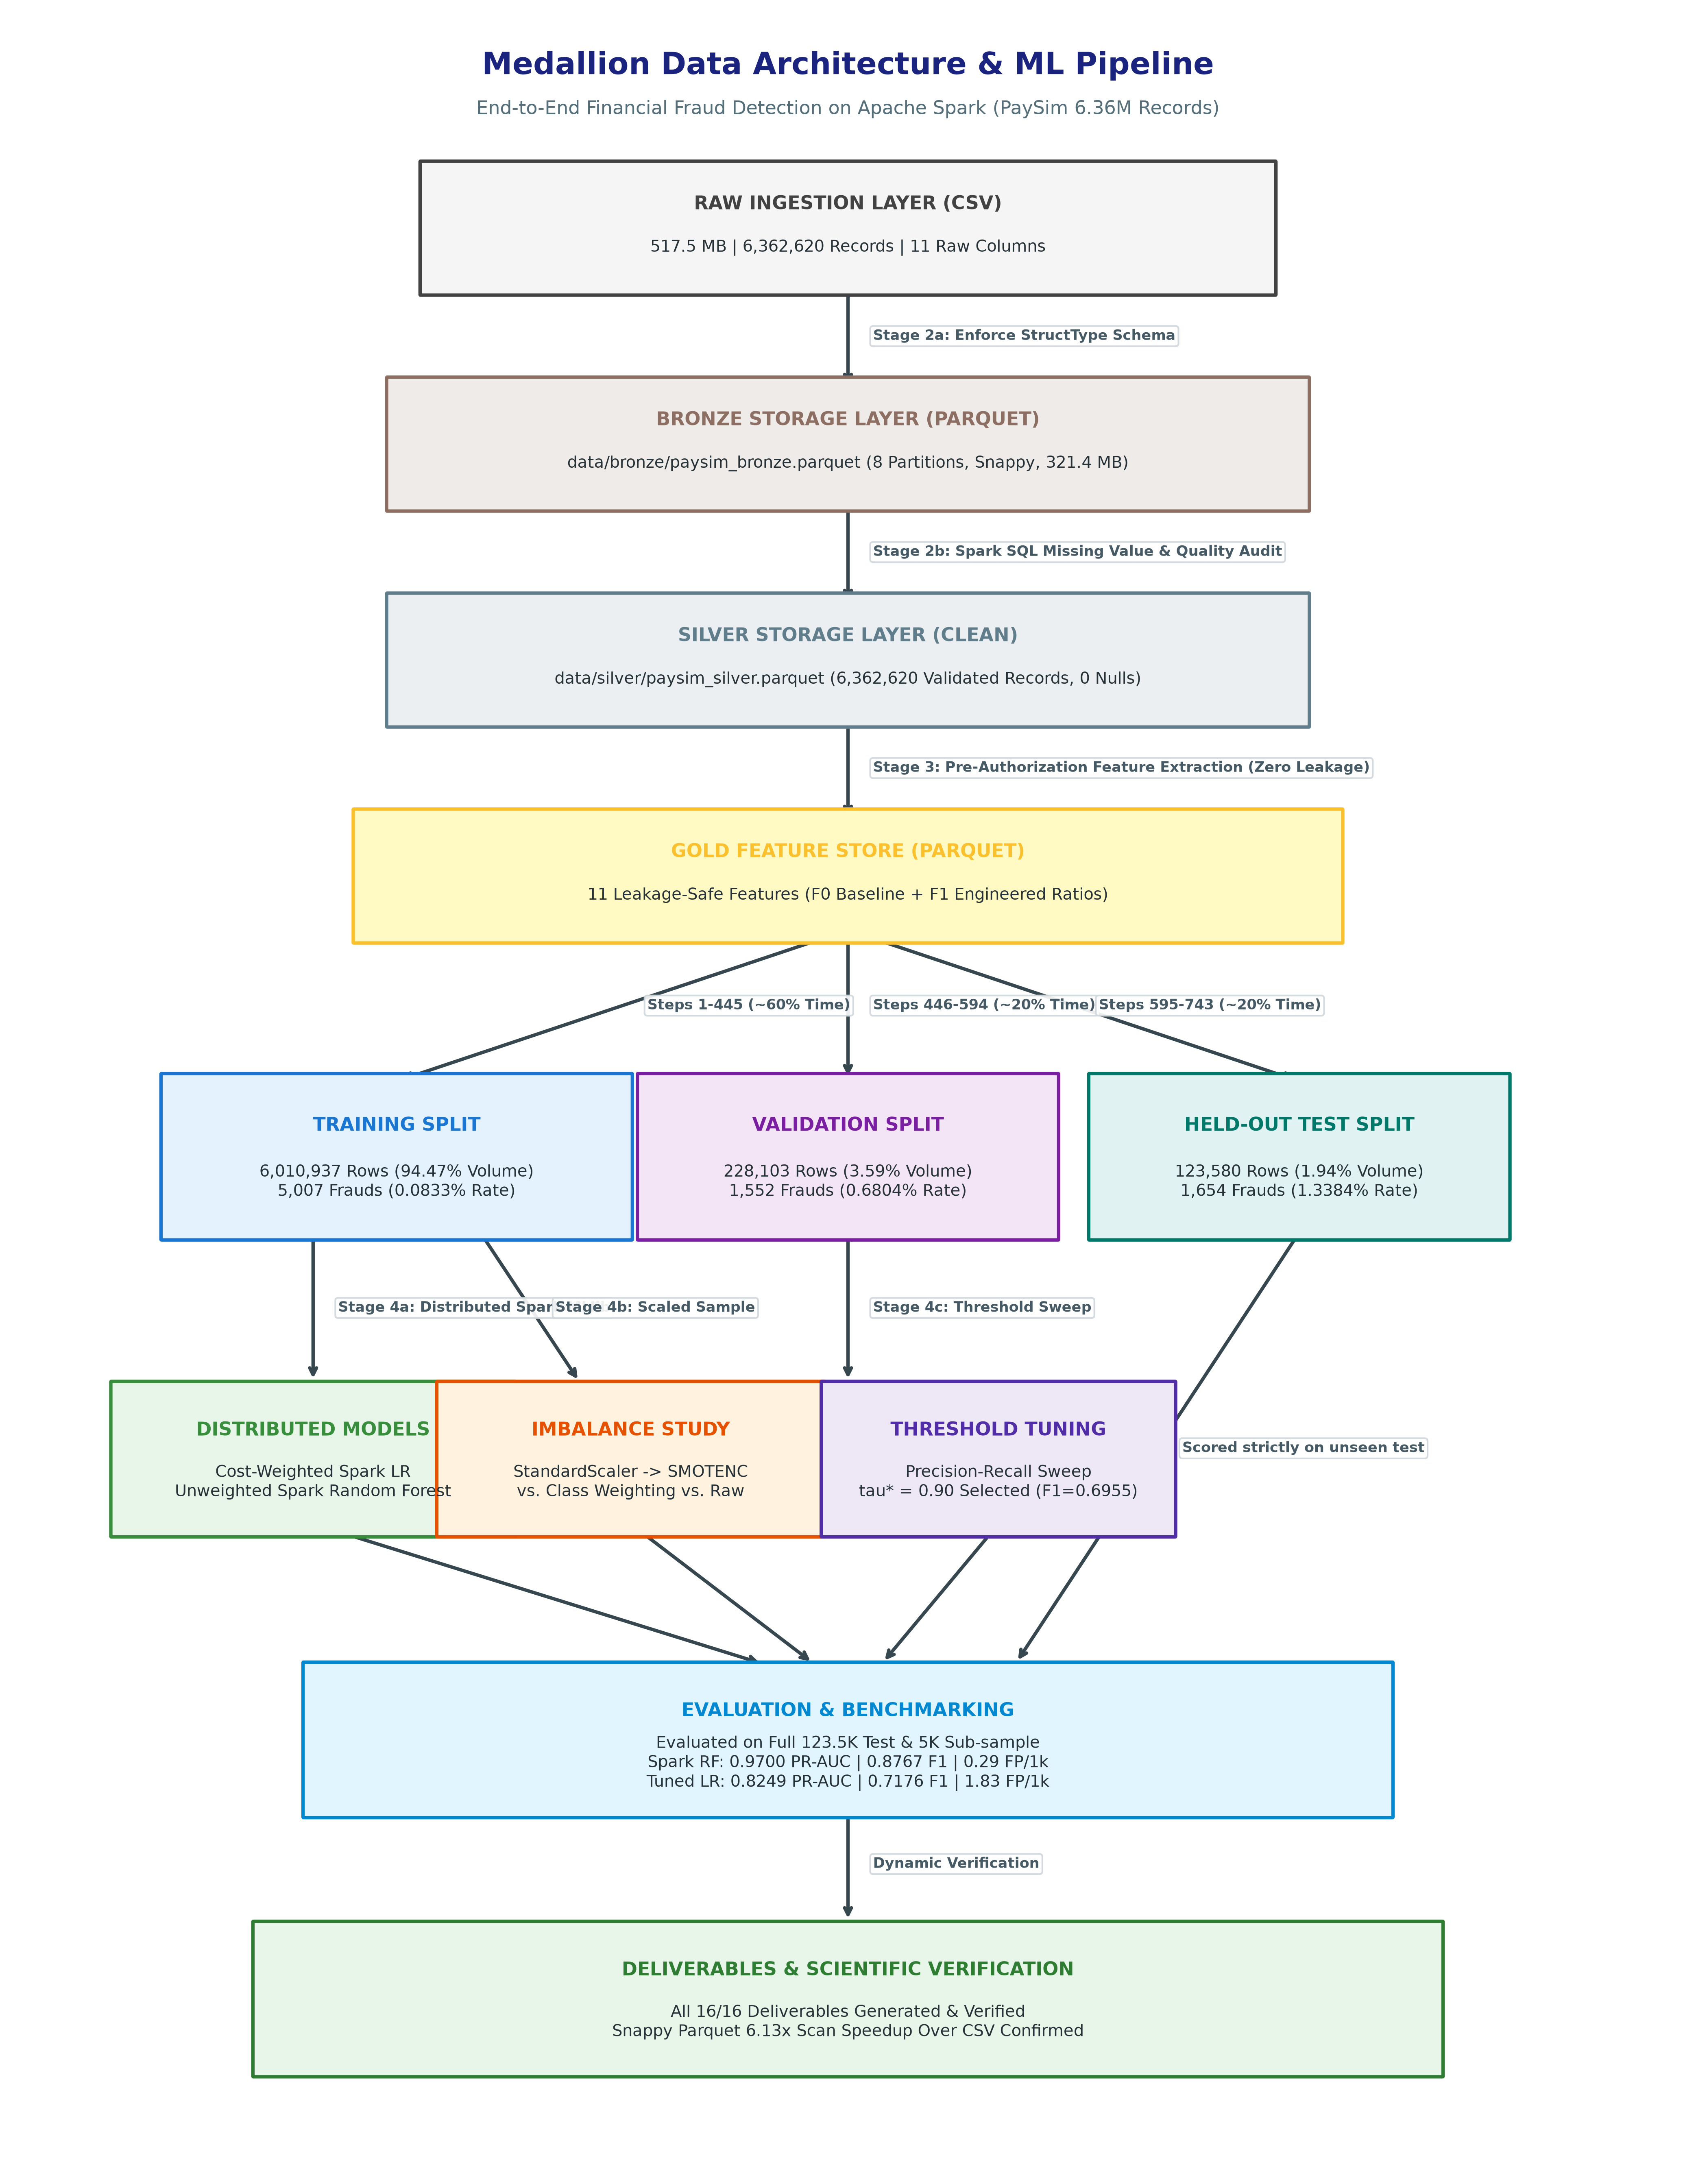 Medallion Data Architecture & ML Pipeline
End-to-End Financial Fraud Detection on Apache Spark (PaySim 6.36M Records)
RAW INGESTION LAYER (CSV)
517.5 MB | 6,362,620 Records | 11 Raw Columns
Stage 2a: Enforce StructType Schema
BRONZE STORAGE LAYER (PARQUET)
data/bronze/paysim_bronze.parquet (8 Partitions, Snappy, 321.4 MB)
Stage 2b: Spark SQL Missing Value & Quality Audit
SILVER STORAGE LAYER (CLEAN)
data/silver/paysim_silver.parquet (6,362,620 Validated Records, 0 Nulls)
Stage 3: Pre-Authorization Feature Extraction (Zero Leakage)
GOLD FEATURE STORE (PARQUET)
11 Leakage-Safe Features (F0 Baseline + F1 Engineered Ratios)
Steps 1-445 (~60% Time)
Steps 446-594 (~20% Time)
Steps 595-743 (~20% Time)
TRAINING SPLIT
6,010,937 Rows (94.47% Volume)
5,007 Frauds (0.0833% Rate)
VALIDATION SPLIT
228,103 Rows (3.59% Volume)
1,552 Frauds (0.6804% Rate)
HELD-OUT TEST SPLIT
123,580 Rows (1.94% Volume)
1,654 Frauds (1.3384% Rate)
Stage 4a: Distributed
Stage 4b: Scaled Sample
Stage 4c: Threshold Sweep
DISTRIBUTED MODELS
Cost-Weighted Spark LR
Unweighted Spark Random Forest
IMBALANCE STUDY
StandardScaler -> SMOTENC
vs. Class Weighting vs. Raw
THRESHOLD TUNING
Precision-Recall Sweep
tau* = 0.90 Selected (F1=0.6955)
Scored strictly on unseen test
EVALUATION & BENCHMARKING
Evaluated on Full 123.5K Test & 5K Sub-sample
Spark RF: 0.9700 PR-AUC | 0.8767 F1 | 0.29 FP/1k
Tuned LR: 0.8249 PR-AUC | 0.7176 F1 | 1.83 FP/1k
Dynamic Verification
DELIVERABLES & SCIENTIFIC VERIFICATION
All 16/16 Deliverables Generated & Verified
Snappy Parquet 6.13x Scan Speedup Over CSV Confirmed